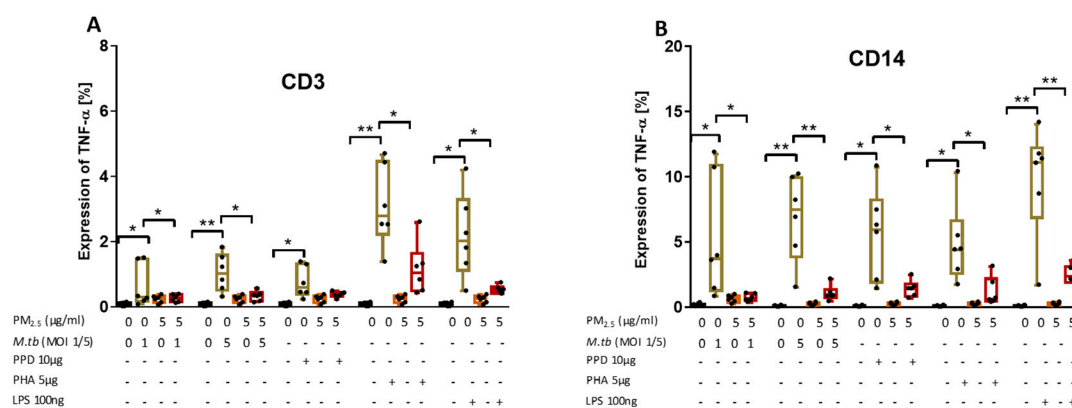 A
CD3
Expression of TNF-α [%]
8
6
4
2
0
* *
** *
*
** *
* *
PM2.5 (µg/ml) 0 0 5 5 0 0 5 5 0 0 5 5 0 0 5 5 0 0 5 5
M.tb (MOI 1/5) 0 1 0 1 0 5 0 5 - - - - - - - - - - - -
PPD 10µg - - - - - - - - - + - + - - - - - - - -
PHA 5µg - - - - - - - - - - - - - + - + - - - -
LPS 100ng - - - - - - - - - - - - - - - - - + - +
B
CD14
Expression of TNF-α [%]
20
15
10
5
0
* *
** **
* *
* *
** **
PM2.5 (µg/ml) 0 0 5 5 0 0 5 5 0 0 5 5 0 0 5 5 0 0 5 5
M.tb (MOI 1/5) 0 1 0 1 0 5 0 5 - - - - - - - - - - - -
PPD 10µg - - - - - - - - - + - + - - - - - - - -
PHA 5µg - - - - - - - - - - - - - + - + - - - -
LPS 100ng - - - - - - - - - - - - - - - - - + - +